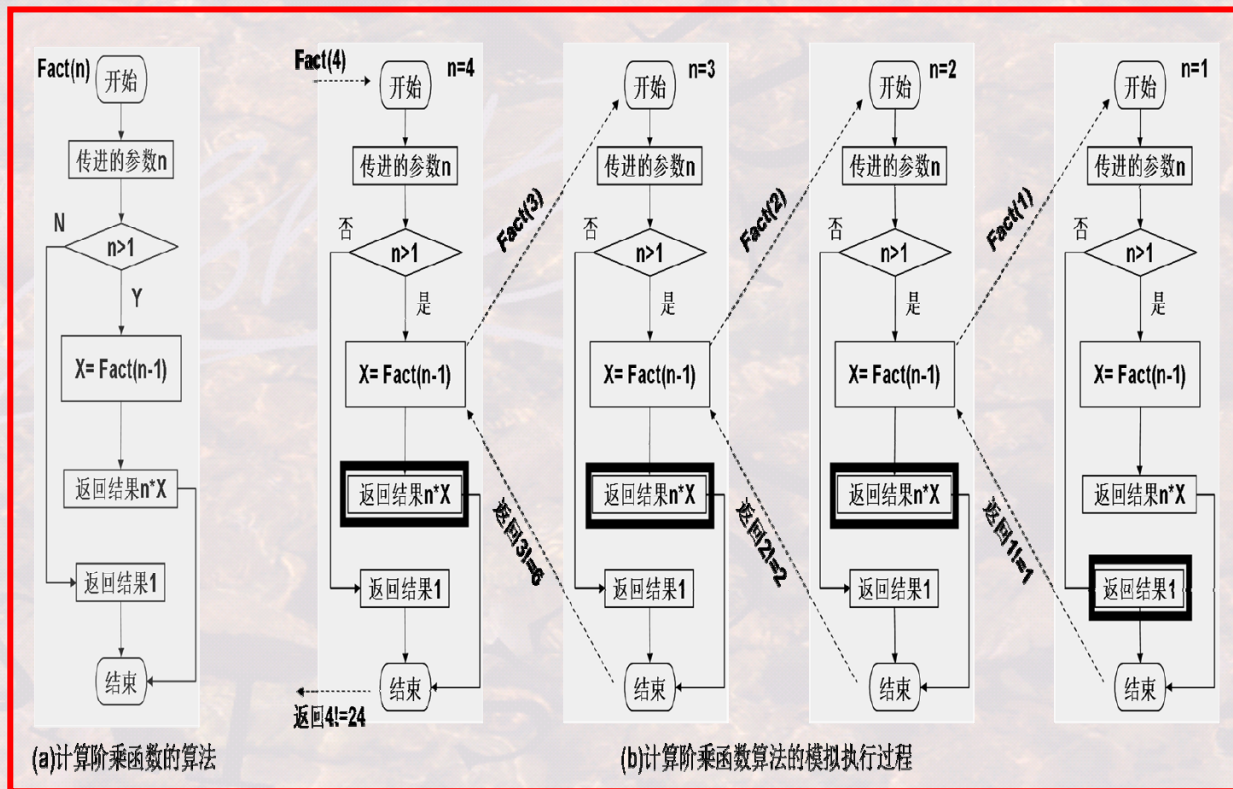 Fact(n)
开始
传进的参数n
N
n>1
Y
X= Fact(n-1)
返回结果n*X
返回结果1
结束
(a)计算阶乘函数的算法
Fact(4)
n=4
开始
传进的参数n
否
n>1
是
X= Fact(n-1)
返回结果n*X
返回结果1
结束
返回4!=24
Fact(3)
返回3!=6
n=3
开始
传进的参数n
否
n>1
是
X= Fact(n-1)
返回结果n*X
返回结果1
结束
Fact(2)
返回2!=2
n=2
开始
传进的参数n
否
n>1
是
X= Fact(n-1)
返回结果n*X
返回结果1
结束
Fact(1)
返回1!=1
n=1
开始
传进的参数n
否
n>1
是
X= Fact(n-1)
返回结果n*X
返回结果1
结束
(b)计算阶乘函数算法的模拟执行过程